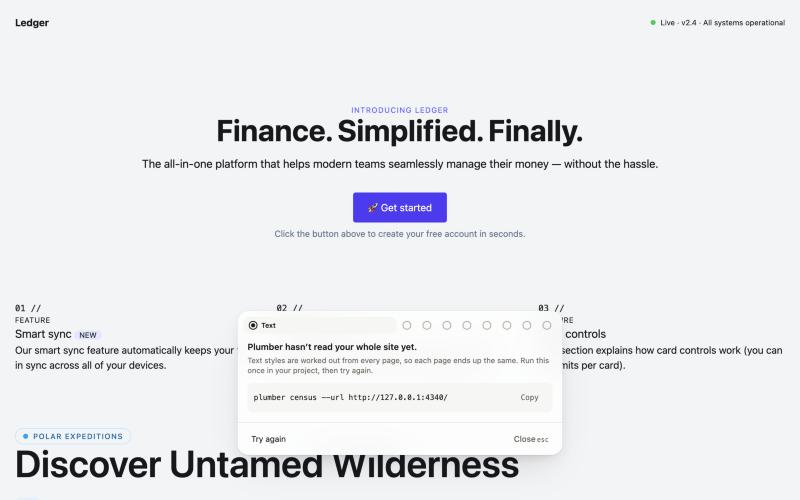 Ledger
Live · v2.4 · All systems operational
INTRODUCING LEDGER
Finance. Simplified. Finally.
The all-in-one platform that helps modern teams seamlessly manage their money — without the hassle.
🚀 Get started
Click the button above to create your free account in seconds.
01 //
FEATURE
Smart sync NEW
Our smart sync feature automatically keeps your
in sync across all of your devices.
02 //
03 //
controls
section explains how card controls work (you can
per card).
Text
Plumber hasn’t read your whole site yet.
Text styles are worked out from every page, so each page ends up the same. Run this
once in your project, then try again.
plumber census --url http://127.0.0.1:4340/
Copy
Try again
Close esc
POLAR EXPEDITIONS
Discover Untamed Wilderness